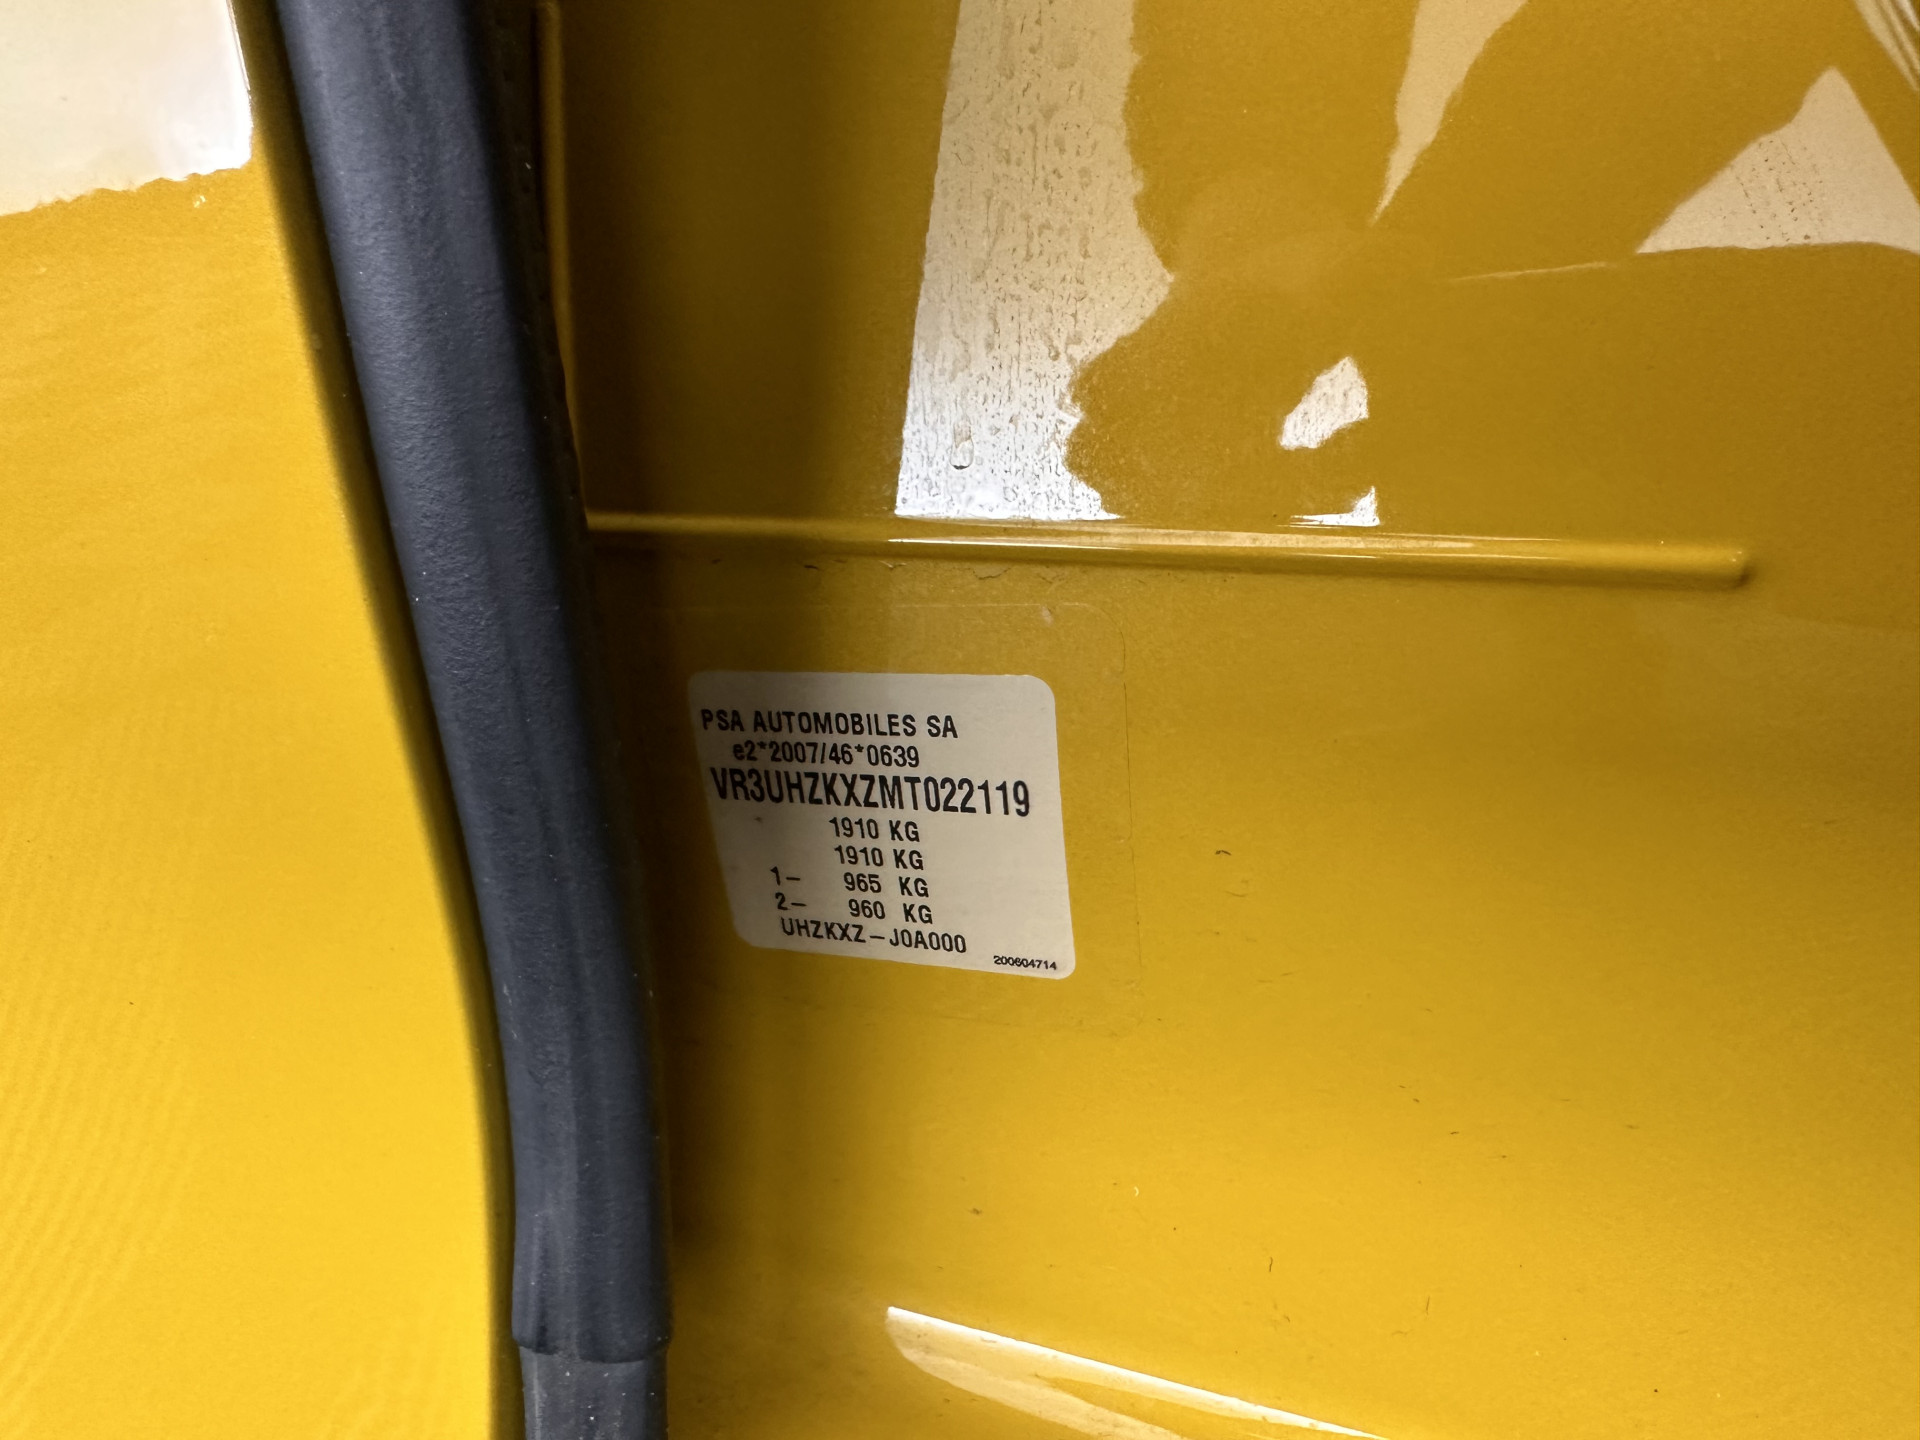 PSA AUTOMOBILES SA
e2*2007/46*0639
VR3UHZKXZMT022119
1910 KG
1910 KG
1– 965 KG
2– 960 KG
UHZKXZ–J0A000
200604714